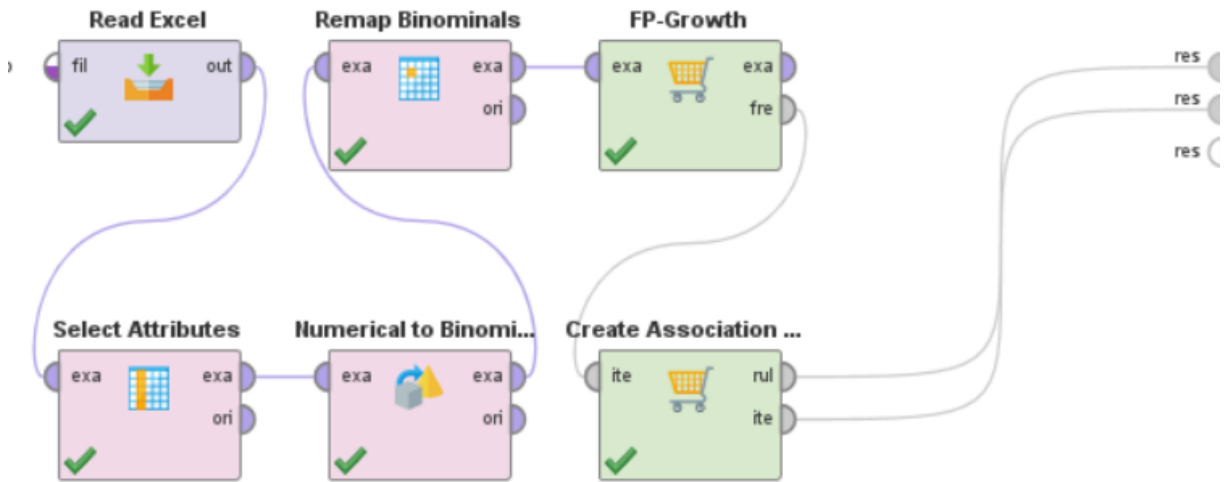 Read Excel
fil
out
Remap Binominals
exa
exa
ori
FP-Growth
exa
exa
fre
res
res
res
Select Attributes
exa
exa
ori
Numerical to Binomi...
exa
exa
ori
Create Association ...
ite
rul
ite